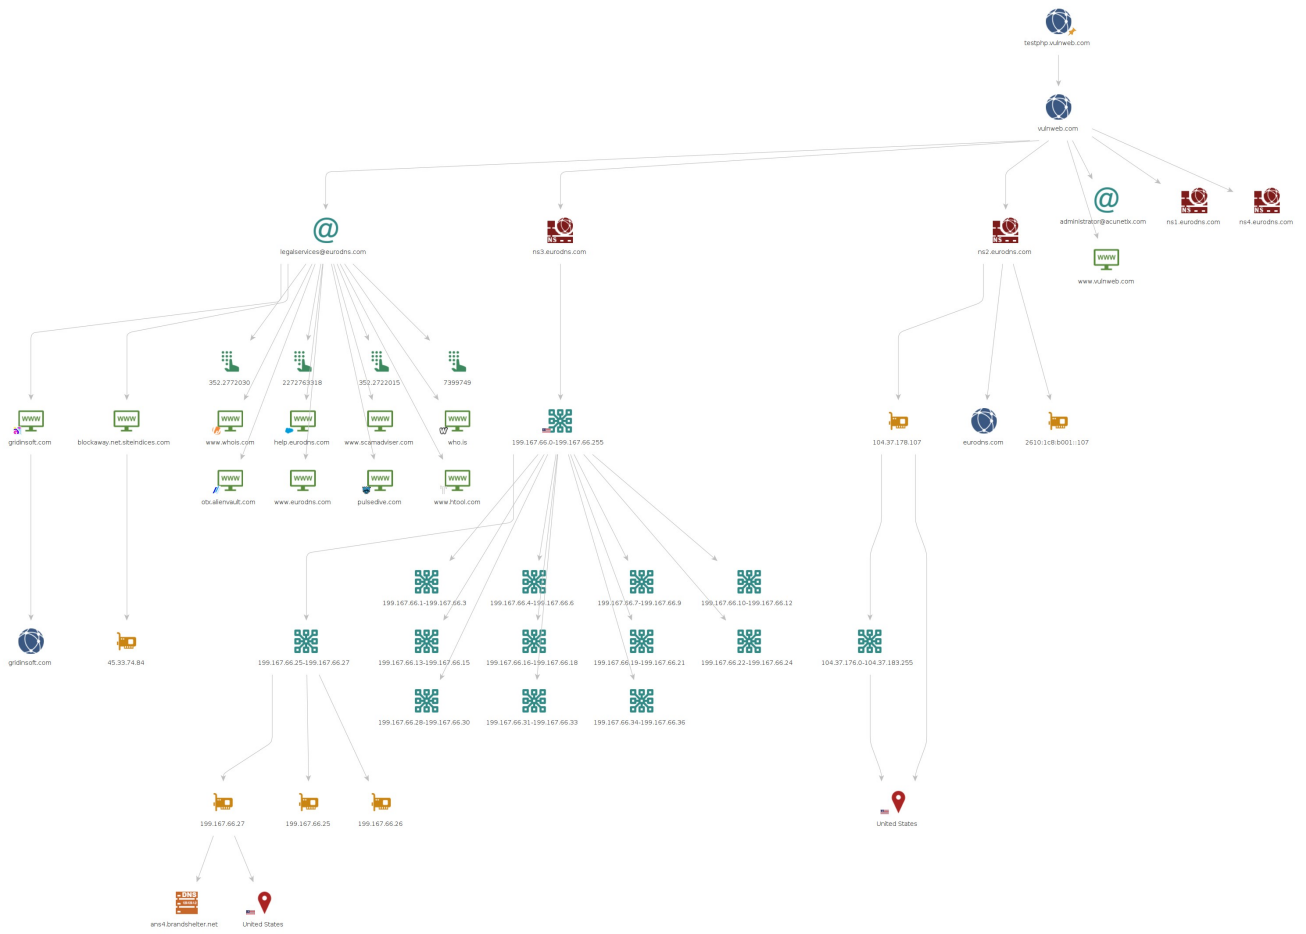 testphp.vulnweb.com
vulnweb.com
administrator@acunetix.com
ns1.eurodns.com
ns4.eurodns.com
legalservices@eurodns.com
ns3.eurodns.com
ns2.eurodns.com
www.vulnweb.com
352.2772030
2272763318
352.2722015
7399749
gridinsoft.com
blockaway.net.siteindices.com
www.whois.com
help.eurodns.com
www.scamadviser.com
who.is
199.167.66.0-199.167.66.255
104.37.178.107
eurodns.com
2610:1c8:b001::107
otx.alienvault.com
www.eurodns.com
pulsedive.com
www.htool.com
199.167.66.1-199.167.66.3
199.167.66.4-199.167.66.6
199.167.66.7-199.167.66.9
199.167.66.10-199.167.66.12
gridinsoft.com
45.33.74.84
199.167.66.25-199.167.66.27
199.167.66.13-199.167.66.15
199.167.66.16-199.167.66.18
199.167.66.19-199.167.66.21
199.167.66.22-199.167.66.24
104.37.176.0-104.37.183.255
199.167.66.28-199.167.66.30
199.167.66.31-199.167.66.33
199.167.66.34-199.167.66.36
199.167.66.27
199.167.66.25
199.167.66.26
United States
ans4.brandshelter.net
United States